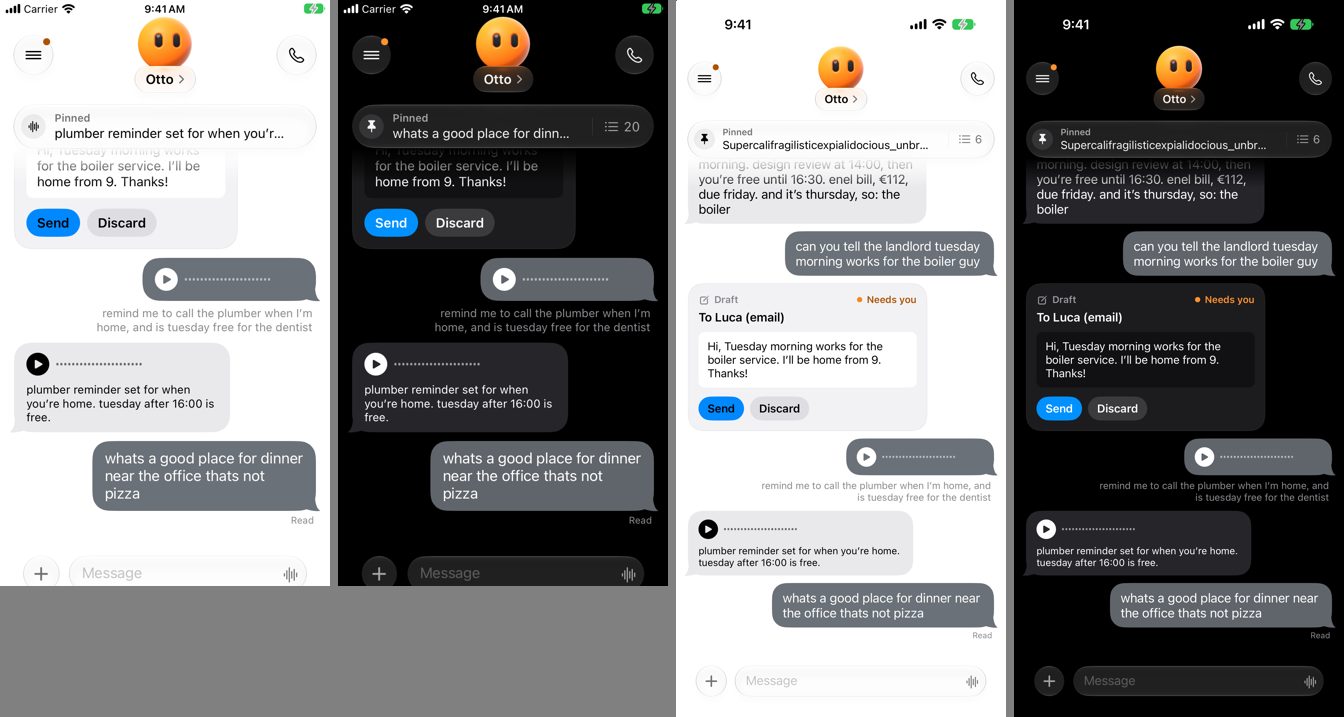 Carrier
9:41 AM
Otto
Pinned
plumber reminder set for when you'r...
Hi, Tuesday morning works
for the boiler service. I'll be
home from 9. Thanks!
Send
Discard
remind me to call the plumber when I'm
home, and is tuesday free for the dentist
plumber reminder set for when
you're home. tuesday after 16:00 is
free.
whats a good place for dinner
near the office thats not
pizza
Read
Message
Carrier
9:41 AM
Otto
Pinned
whats a good place for dinn...
20
Hi, Tuesday morning works
for the boiler service. I'll be
home from 9. Thanks!
Send
Discard
remind me to call the plumber when I'm
home, and is tuesday free for the dentist
plumber reminder set for when
you're home. tuesday after 16:00 is
free.
whats a good place for dinner
near the office thats not
pizza
Read
Message
9:41
Otto
Pinned
Supercalifragilisticexpialidocious_unbr...
6
morning. design review at 14:00, then
you're free until 16:30. enel bill, €112,
due friday. and it's thursday, so: the
boiler
can you tell the landlord tuesday
morning works for the boiler guy
Draft
Needs you
To Luca (email)
Hi, Tuesday morning works for the
boiler service. I'll be home from 9.
Thanks!
Send
Discard
remind me to call the plumber when I'm home, and
is tuesday free for the dentist
plumber reminder set for when you're home.
tuesday after 16:00 is free.
whats a good place for dinner near
the office thats not pizza
Read
Message
9:41
Otto
Pinned
Supercalifragilisticexpialidocious_unbr...
6
morning. design review at 14:00, then
you're free until 16:30. enel bill, €112,
due friday. and it's thursday, so: the
boiler
can you tell the landlord tuesday
morning works for the boiler guy
Draft
Needs you
To Luca (email)
Hi, Tuesday morning works for the
boiler service. I'll be home from 9.
Thanks!
Send
Discard
remind me to call the plumber when I'm home, and
is tuesday free for the dentist
plumber reminder set for when you're home.
tuesday after 16:00 is free.
whats a good place for dinner near
the office thats not pizza
Read
Message